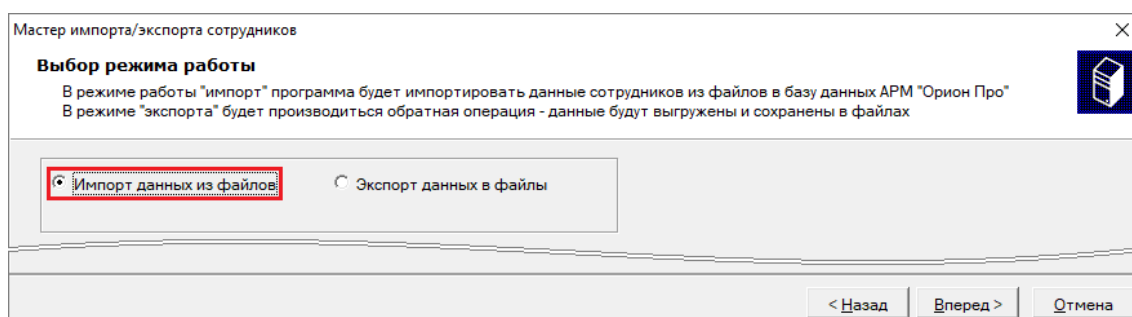 Мастер импорта/экспорта сотрудников
Выбор режима работы
В режиме работы "импорт" программа будет импортировать данные сотрудников из файлов в базу данных АРМ "Орион Про"
В режиме "экспорта" будет производиться обратная операция - данные будут выгружены и сохранены в файлах
Импорт данных из файлов Экспорт данных в файлы
< Назад Вперед > Отмена